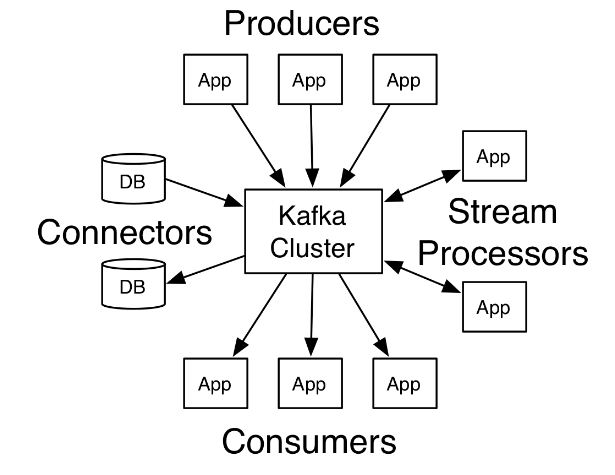 Producers
App
App
App
DB
App
Kafka
Cluster
Connectors
Stream
Processors
DB
App
App
App
App
Consumers